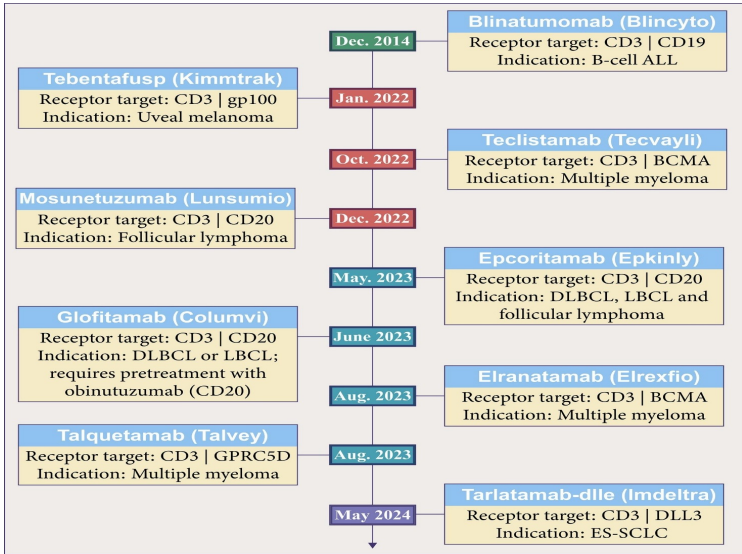 Dec. 2014
Blinatumomab (Blincyto)
Receptor target: CD3 | CD19
Indication: B-cell ALL
Tebentafusp (Kimmtrak)
Receptor target: CD3 | gp100
Indication: Uveal melanoma
Jan. 2022
Oct. 2022
Teclistamab (Tecvayli)
Receptor target: CD3 | BCMA
Indication: Multiple myeloma
Mosunetuzumab (Lunsumio)
Receptor target: CD3 | CD20
Indication: Follicular lymphoma
Dec. 2022
May. 2023
Epcoritamab (Epkinly)
Receptor target: CD3 | CD20
Indication: DLBCL, LBCL and
follicular lymphoma
Glofitamab (Columvi)
Receptor target: CD3 | CD20
Indication: DLBCL or LBCL;
requires pretreatment with
obinutuzumab (CD20)
June 2023
Aug. 2023
Elranatamab (Elrexfio)
Receptor target: CD3 | BCMA
Indication: Multiple myeloma
Talquetamab (Talvey)
Receptor target: CD3 | GPRC5D
Indication: Multiple myeloma
Aug. 2023
May 2024
Tarlatamab-dlle (Imdeltra)
Receptor target: CD3 | DLL3
Indication: ES-SCLC